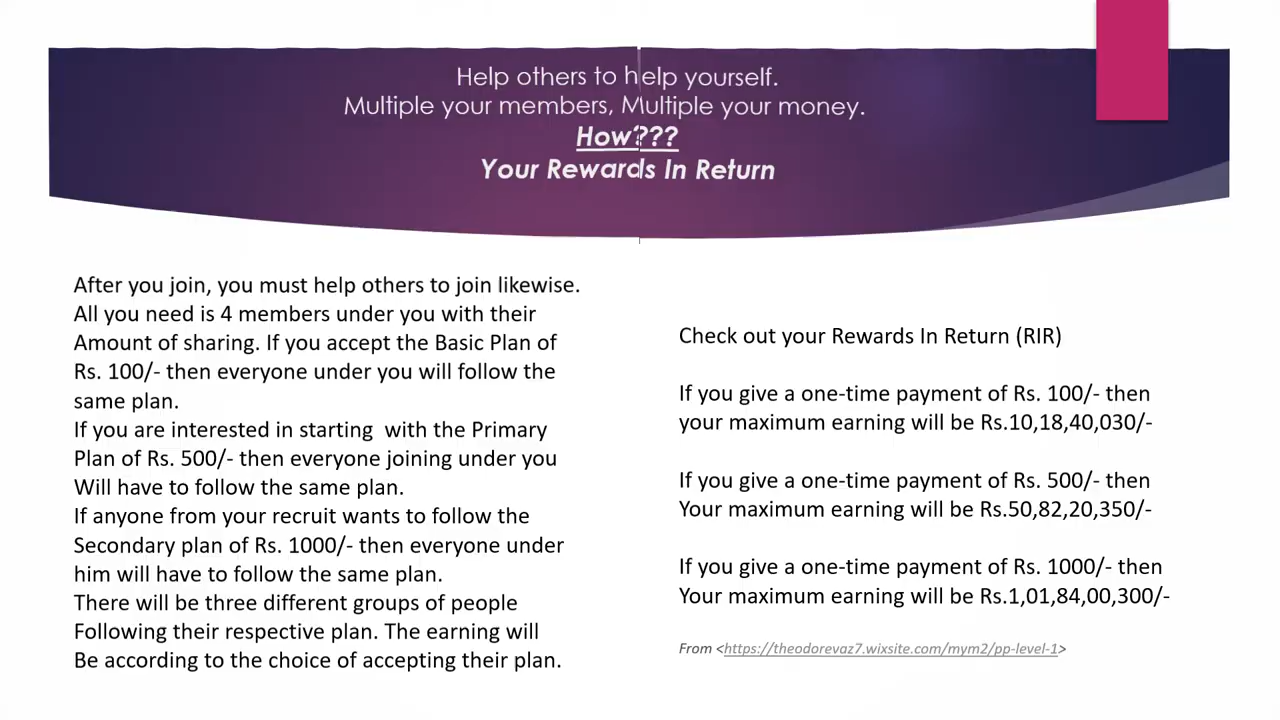 Help others to help yourself.
Multiple your members, Multiple your money.
How???
Your Rewards In Return
After you join, you must help others to join likewise.
All you need is 4 members under you with their
Amount of sharing. If you accept the Basic Plan of
Rs. 100/- then everyone under you will follow the
same plan.
If you are interested in starting  with the Primary
Plan of Rs. 500/- then everyone joining under you
Will have to follow the same plan.
If anyone from your recruit wants to follow the
Secondary plan of Rs. 1000/- then everyone under
him will have to follow the same plan.
There will be three different groups of people
Following their respective plan. The earning will
Be according to the choice of accepting their plan.
Check out your Rewards In Return (RIR)
If you give a one-time payment of Rs. 100/- then
your maximum earning will be Rs.10,18,40,030/-
If you give a one-time payment of Rs. 500/- then
Your maximum earning will be Rs.50,82,20,350/-
If you give a one-time payment of Rs. 1000/- then
Your maximum earning will be Rs.1,01,84,00,300/-
From <https://theodorevaz7.wixsite.com/mym2/pp-level-1>